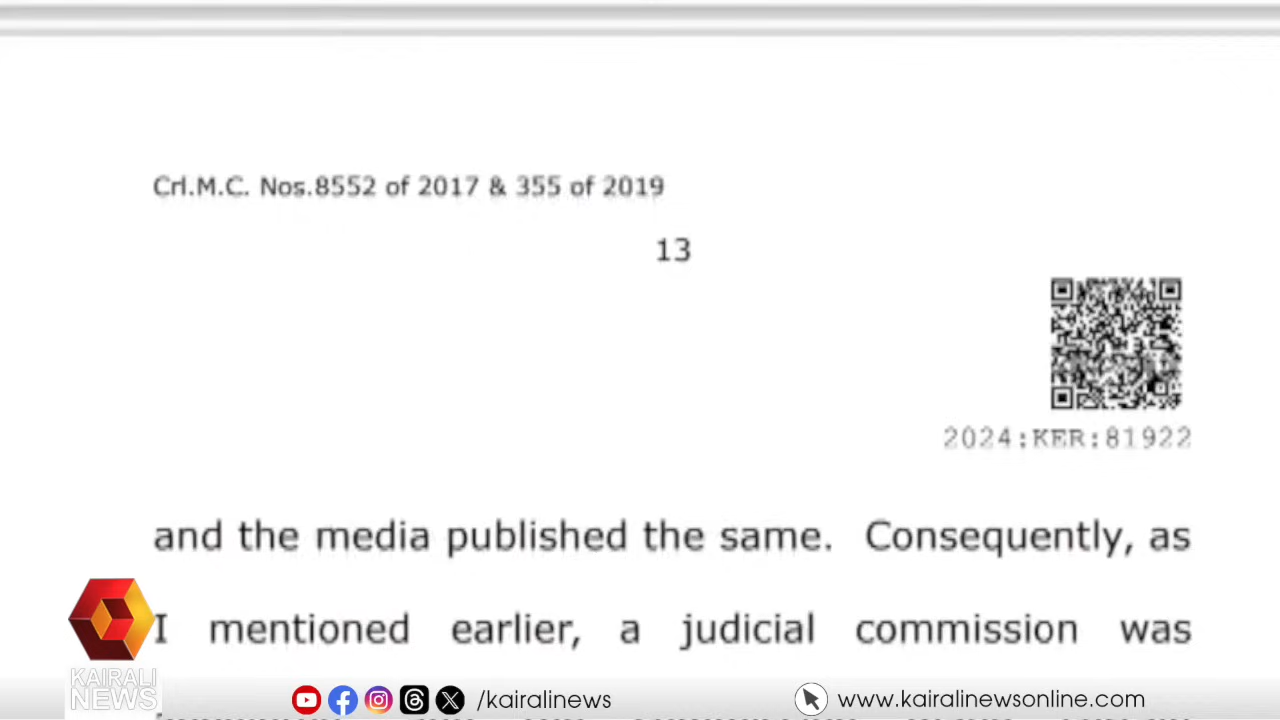 Crl.M.C. Nos.8552 of 2017 & 355 of 2019
13
2024:KER:81922
and the media published the same. Consequently, as
I mentioned earlier, a judicial commission was
KAIRALI
NEWS
/kairalinews
www.kairalinewsonline.com